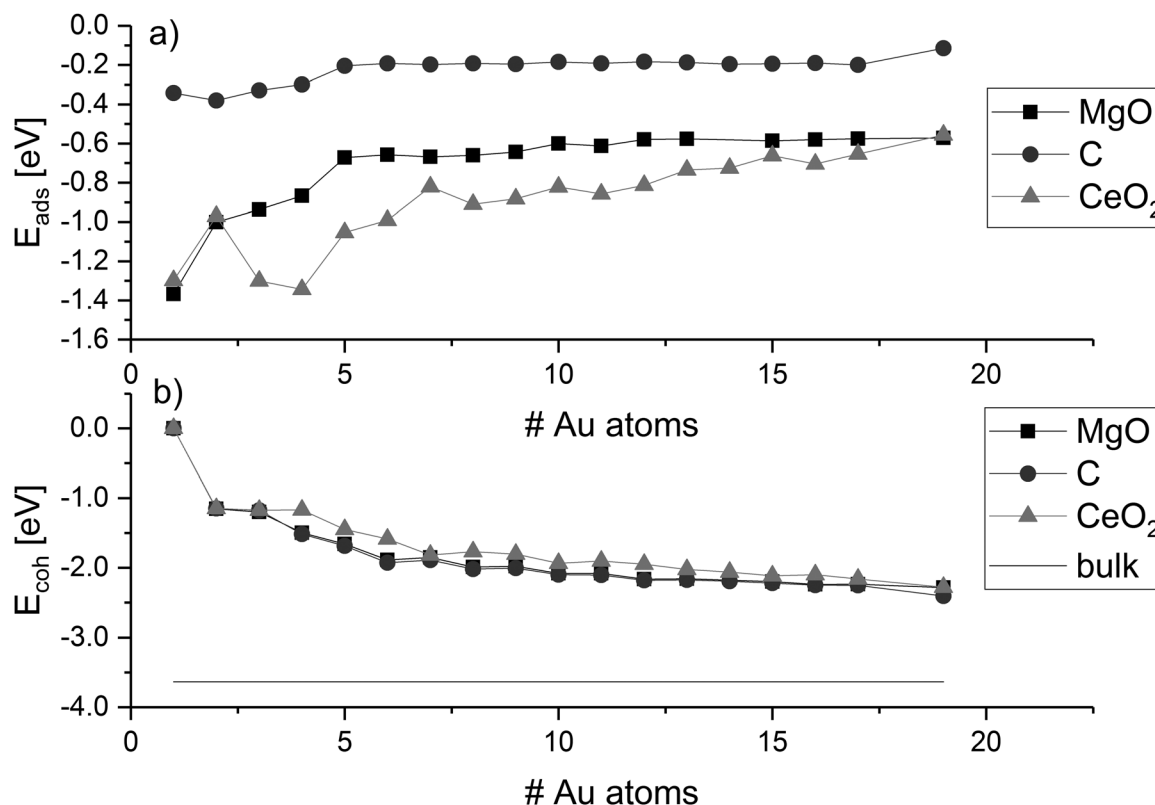 a)
0.0
-0.2
-0.4
-0.6
-0.8
-1.0
-1.2
-1.4
-1.6
E_ads [eV]
MgO
C
CeO₂
0 5 10 15 20
# Au atoms
b)
0.0
-1.0
-2.0
-3.0
-4.0
E_coh [eV]
MgO
C
CeO₂
bulk
0 5 10 15 20
# Au atoms